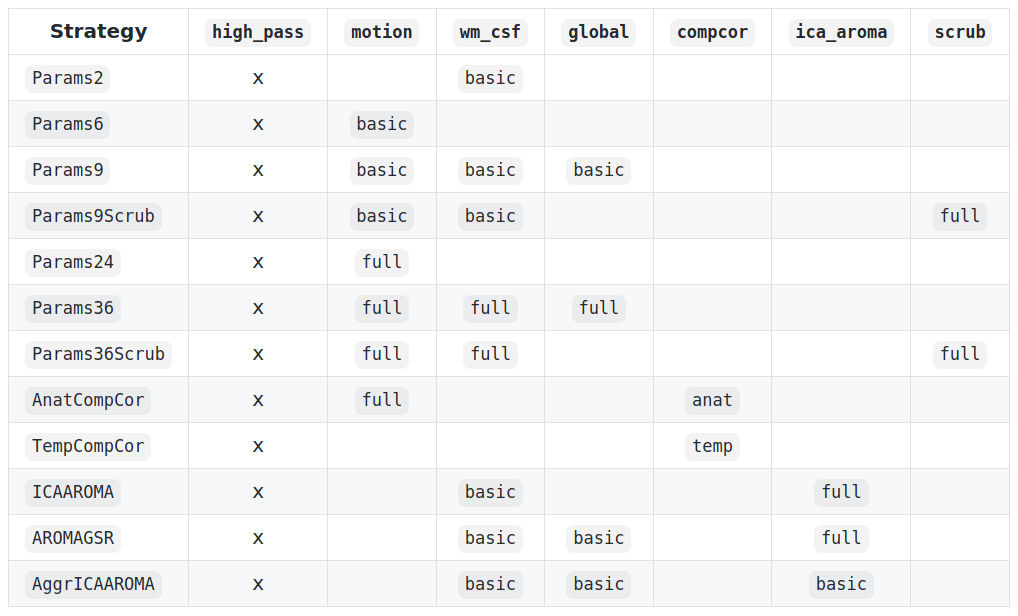 Strategy high_pass motion wm_csf global compcor ica_aroma scrub
Params2 x basic
Params6 x basic
Params9 x basic basic basic
Params9Scrub x basic basic full
Params24 x full
Params36 x full full full
Params36Scrub x full full full
AnatCompCor x full anat
TempCompCor x temp
ICAAROMA x basic full
AROMAGSR x basic basic full
AggrICAAROMA x basic basic basic